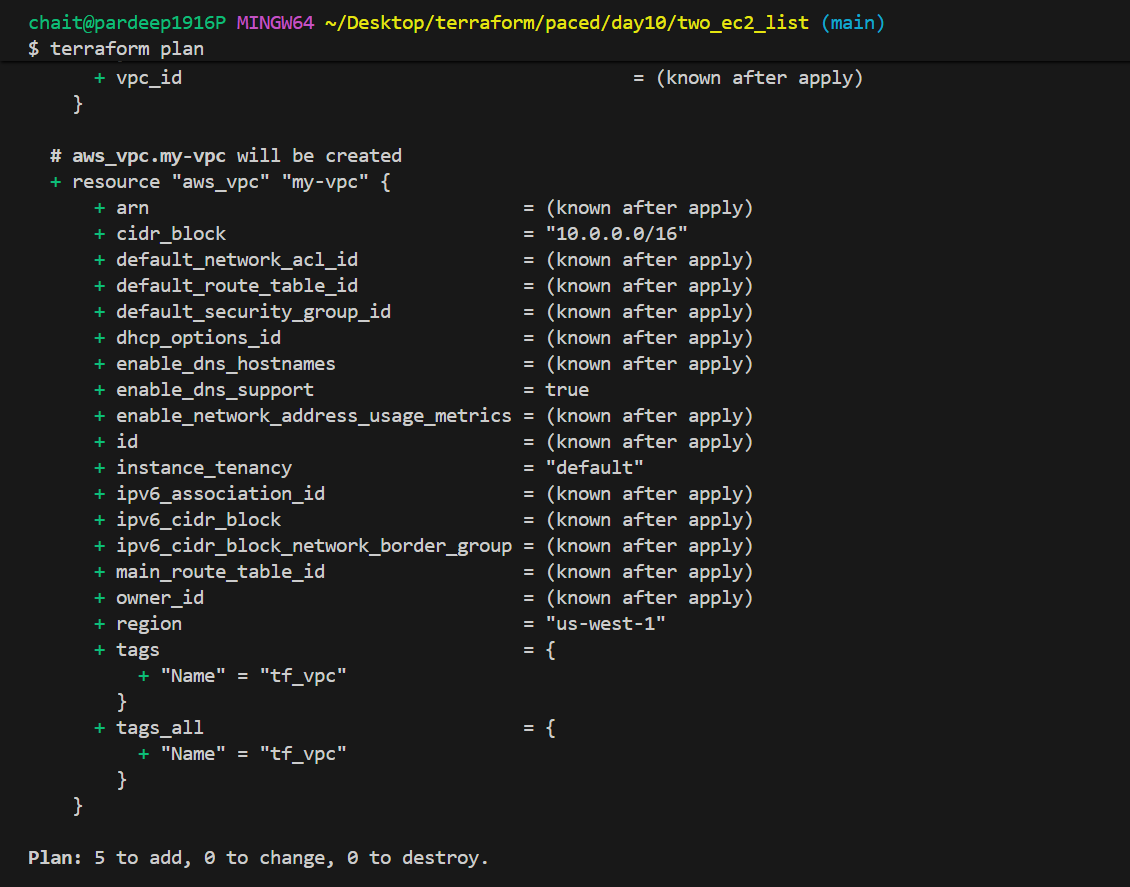 chait@pardeep1916P MINGW64 ~/Desktop/terraform/paced/day10/two_ec2_list (main)
$ terraform plan
+ vpc_id = (known after apply)
}
# aws_vpc.my-vpc will be created
+ resource "aws_vpc" "my-vpc" {
+ arn = (known after apply)
+ cidr_block = "10.0.0.0/16"
+ default_network_acl_id = (known after apply)
+ default_route_table_id = (known after apply)
+ default_security_group_id = (known after apply)
+ dhcp_options_id = (known after apply)
+ enable_dns_hostnames = (known after apply)
+ enable_dns_support = true
+ enable_network_address_usage_metrics = (known after apply)
+ id = (known after apply)
+ instance_tenancy = "default"
+ ipv6_association_id = (known after apply)
+ ipv6_cidr_block = (known after apply)
+ ipv6_cidr_block_network_border_group = (known after apply)
+ main_route_table_id = (known after apply)
+ owner_id = (known after apply)
+ region = "us-west-1"
+ tags = {
+ "Name" = "tf_vpc"
}
+ tags_all = {
+ "Name" = "tf_vpc"
}
}
Plan: 5 to add, 0 to change, 0 to destroy.